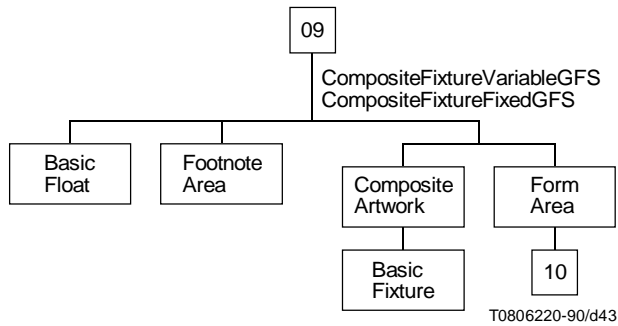 09
CompositeFixtureVariableGFS
CompositeFixtureFixedGFS
Basic
Float
Footnote
Area
Composite
Artwork
Form
Area
Basic
Fixture
10
T0806220-90/d43